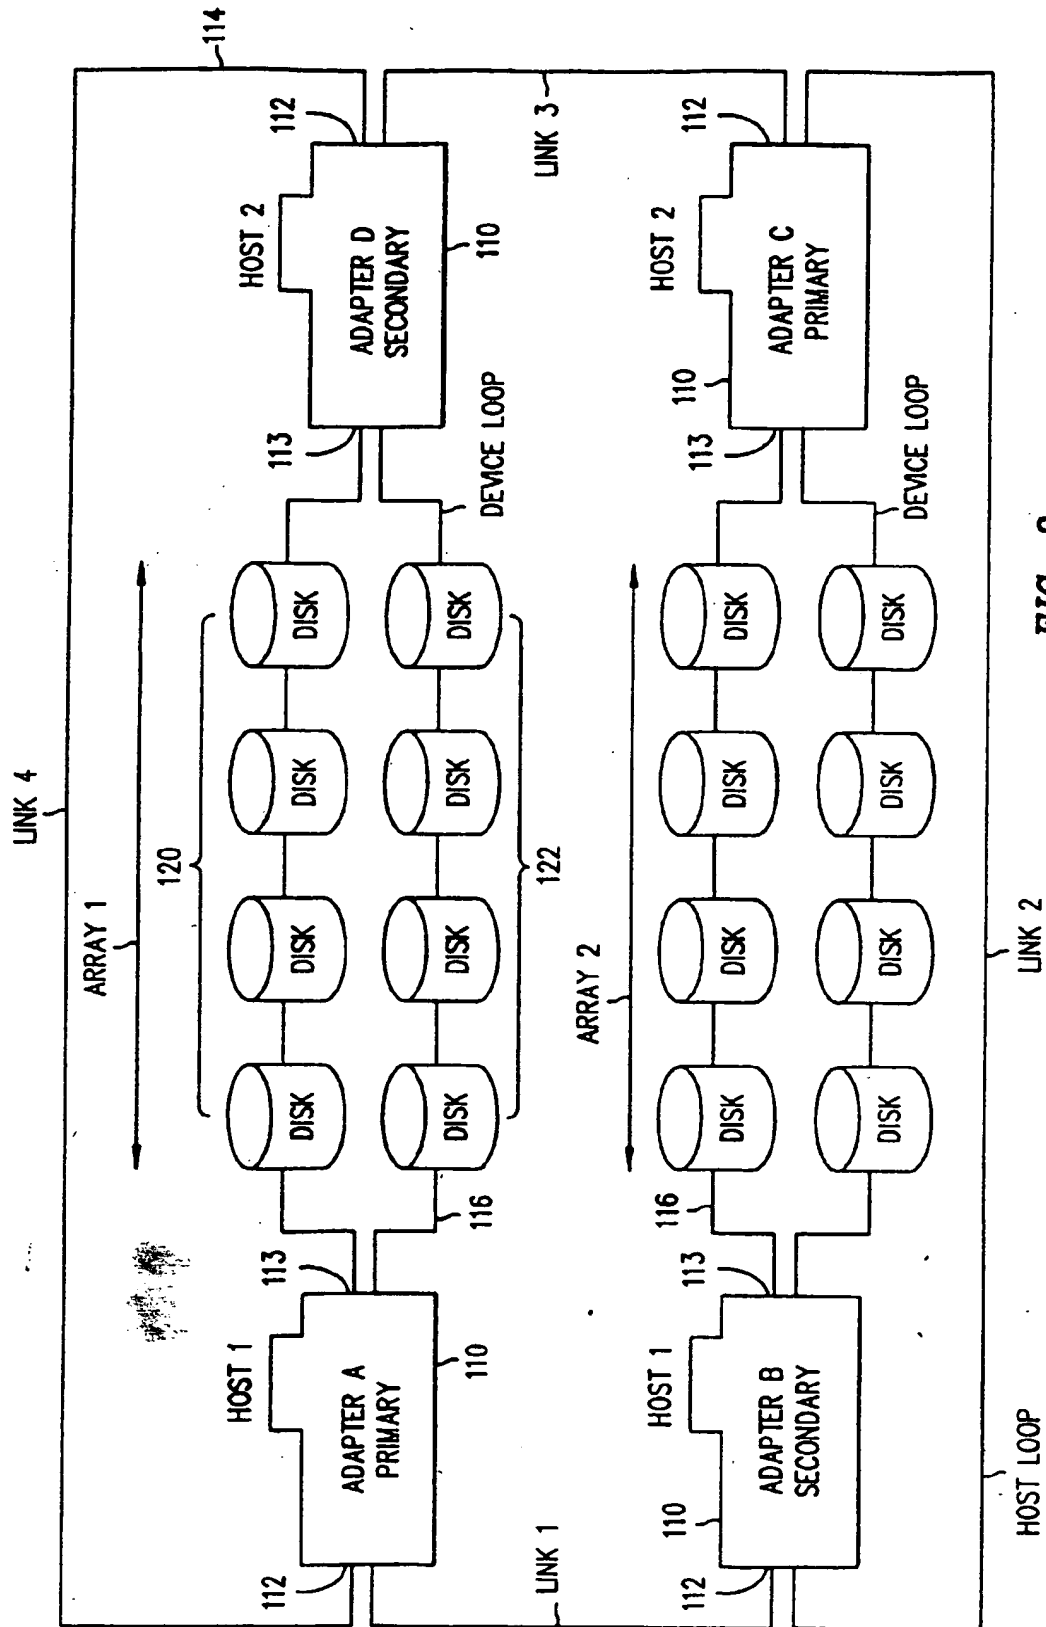 LINK 4
ARRAY 1
114
120
HOST 1
HOST 2
112
113
113
112
ADAPTER A
PRIMARY
DISK
DISK
DISK
DISK
ADAPTER D
SECONDARY
110
116
DISK
DISK
DISK
DISK
DEVICE LOOP
110
122
LINK 1
LINK 3
ARRAY 2
HOST 1
HOST 2
110
116
110
112
113
113
112
ADAPTER B
SECONDARY
DISK
DISK
DISK
DISK
ADAPTER C
PRIMARY
DISK
DISK
DISK
DISK
DEVICE LOOP
HOST LOOP
LINK 2
FIG.